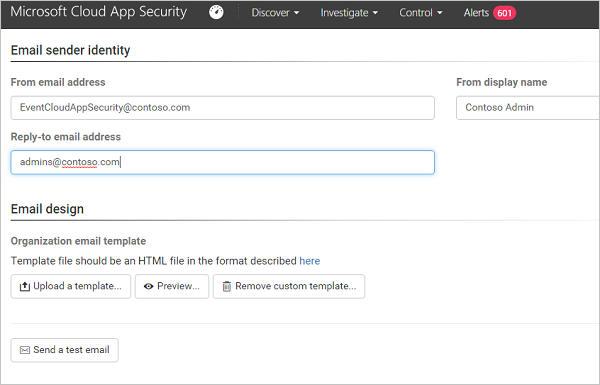 Microsoft Cloud App Security Discover Investigate Control Alerts 601
Email sender identity
From email address From display name
EventCloudAppSecurity@contoso.com Contoso Admin
Reply-to email address
admins@contoso.com
Email design
Organization email template
Template file should be an HTML file in the format described here
Upload a template... Preview... Remove custom template...
Send a test email